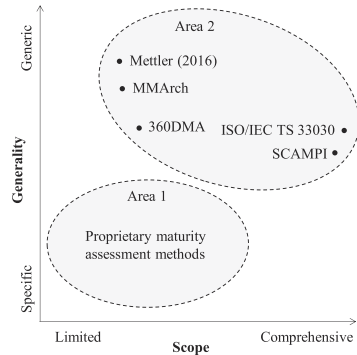 Generic
Area 2
Mettler (2016)
MMArch
360DMA
ISO/IEC TS 33030
SCAMPI
Generality
Area 1
Proprietary maturity
assessment methods
Specific
Limited
Comprehensive
Scope